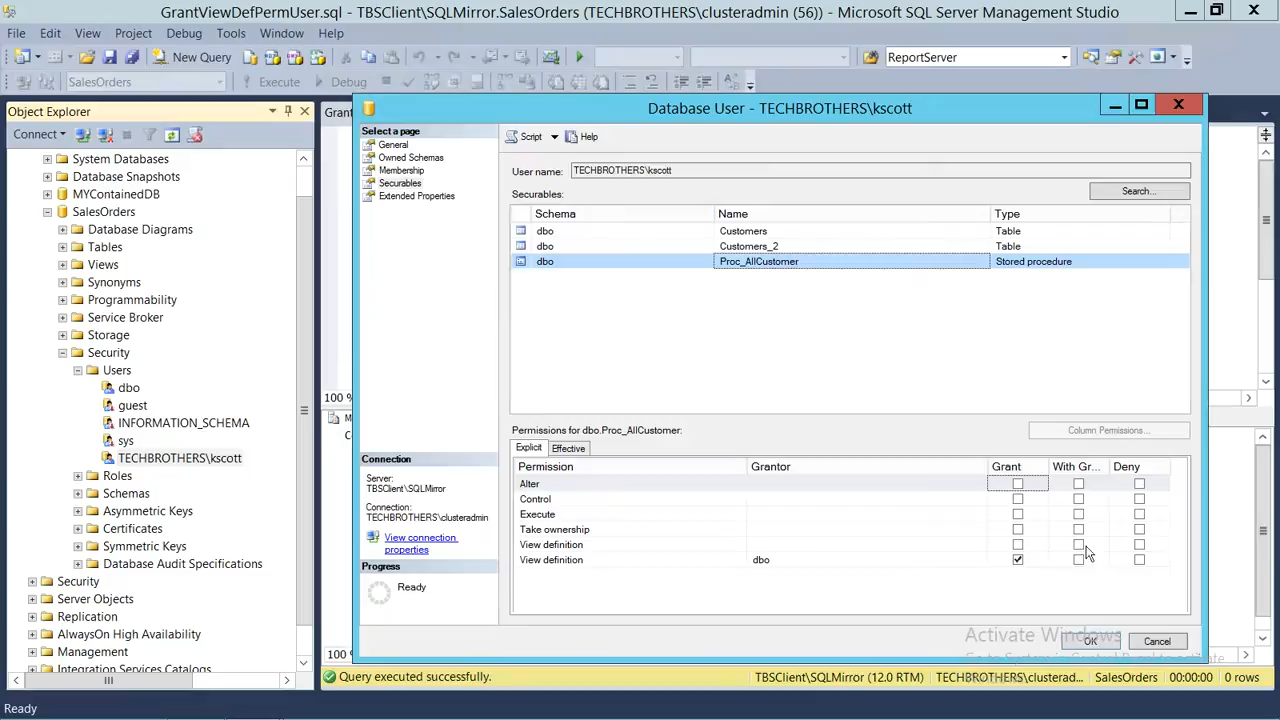 GrantViewDefPermUser.sql - TBSClient\SQLMirror.SalesOrders (TECHBROTHERS\clusteradmin (56)) - Microsoft SQL Server Management Studio
File Edit View Project Debug Tools Window Help
New Query ReportServer
SalesOrders Execute Debug
Object Explorer
Connect
System Databases
Database Snapshots
MYContainedDB
SalesOrders
Database Diagrams
Tables
Views
Synonyms
Programmability
Service Broker
Storage
Security
Users
dbo
guest
INFORMATION_SCHEMA
sys
TECHBROTHERS\kscott
Roles
Schemas
Asymmetric Keys
Certificates
Symmetric Keys
Database Audit Specifications
Security
Server Objects
Replication
AlwaysOn High Availability
Management
Integration Services Catalogs
Grant
100 %
100 %
Database User - TECHBROTHERS\kscott
Select a page
General
Owned Schemas
Membership
Securables
Extended Properties
Connection
Server:
TBSClient\SQLMirror
Connection:
TECHBROTHERS\clusteradmin
View connection
properties
Progress
Ready
Script Help
User name: TECHBROTHERS\kscott
Securables: Search...
Schema Name Type
dbo Customers Table
dbo Customers_2 Table
dbo Proc_AllCustomer Stored procedure
Permissions for dbo.Proc_AllCustomer: Column Permissions...
Explicit Effective
Permission Grantor Grant With Gr... Deny
Alter
Control
Execute
Take ownership
View definition
View definition dbo
Activate Windows
OK Cancel
Query executed successfully. TBSClient\SQLMirror (12.0 RTM) TECHBROTHERS\clusterad... SalesOrders 00:00:00 0 rows
Ready